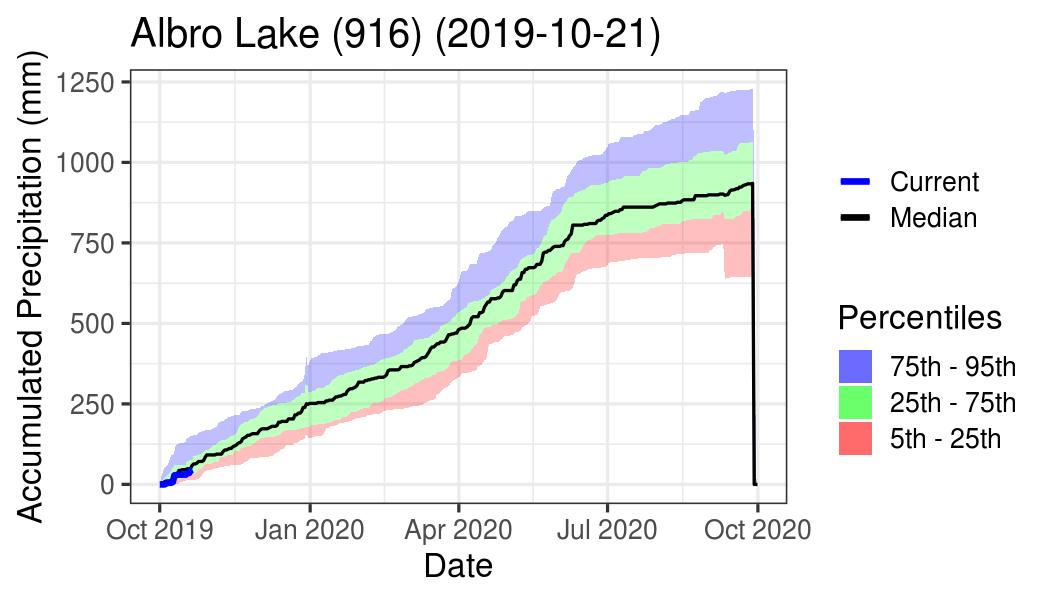 Albro Lake (916) (2019-10-21)
Accumulated Precipitation (mm)
1250
1000
750
500
250
0
Oct 2019
Jan 2020
Apr 2020
Jul 2020
Oct 2020
Date
Current
Median
Percentiles
75th - 95th
25th - 75th
5th - 25th